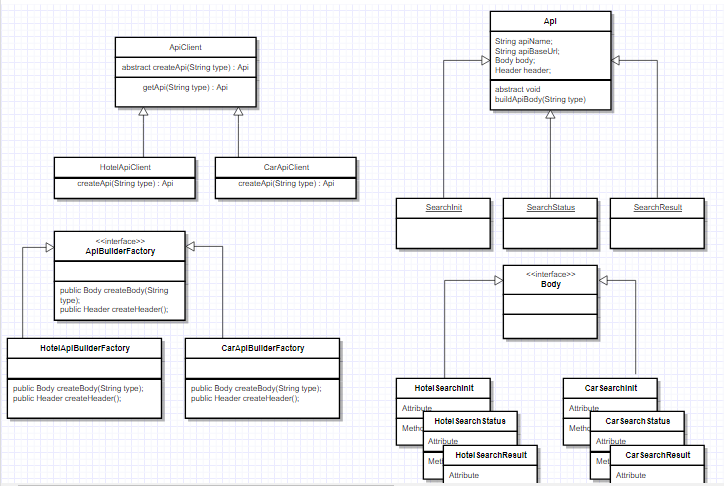 ApiClient
abstract createApi(String type) : Api
getApi(String type) : Api
HotelApiClient
createApi(String type) : Api
CarApiClient
createApi(String type) : Api
Api
String apiName;
String apiBaseUrl;
Body body;
Header header;
abstract void
buildApiBody(String type)
SearchInit
SearchStatus
SearchResult
<<interface>>
ApiBuilderFactory
public Body createBody(String
type);
public Header createHeader();
HotelApiBuilderFactory
public Body createBody(String type);
public Header createHeader();
CarApiBuilderFactory
public Body createBody(String type);
public Header createHeader();
<<interface>>
Body
HotelSearchInit
Attribute
Metho
HotelSearchStatus
Attribute
Met
HotelSearchResult
Attribute
CarSearchInit
Attribute
Metho
CarSearchStatus
Attribute
Met
CarSearchResult
Attribute